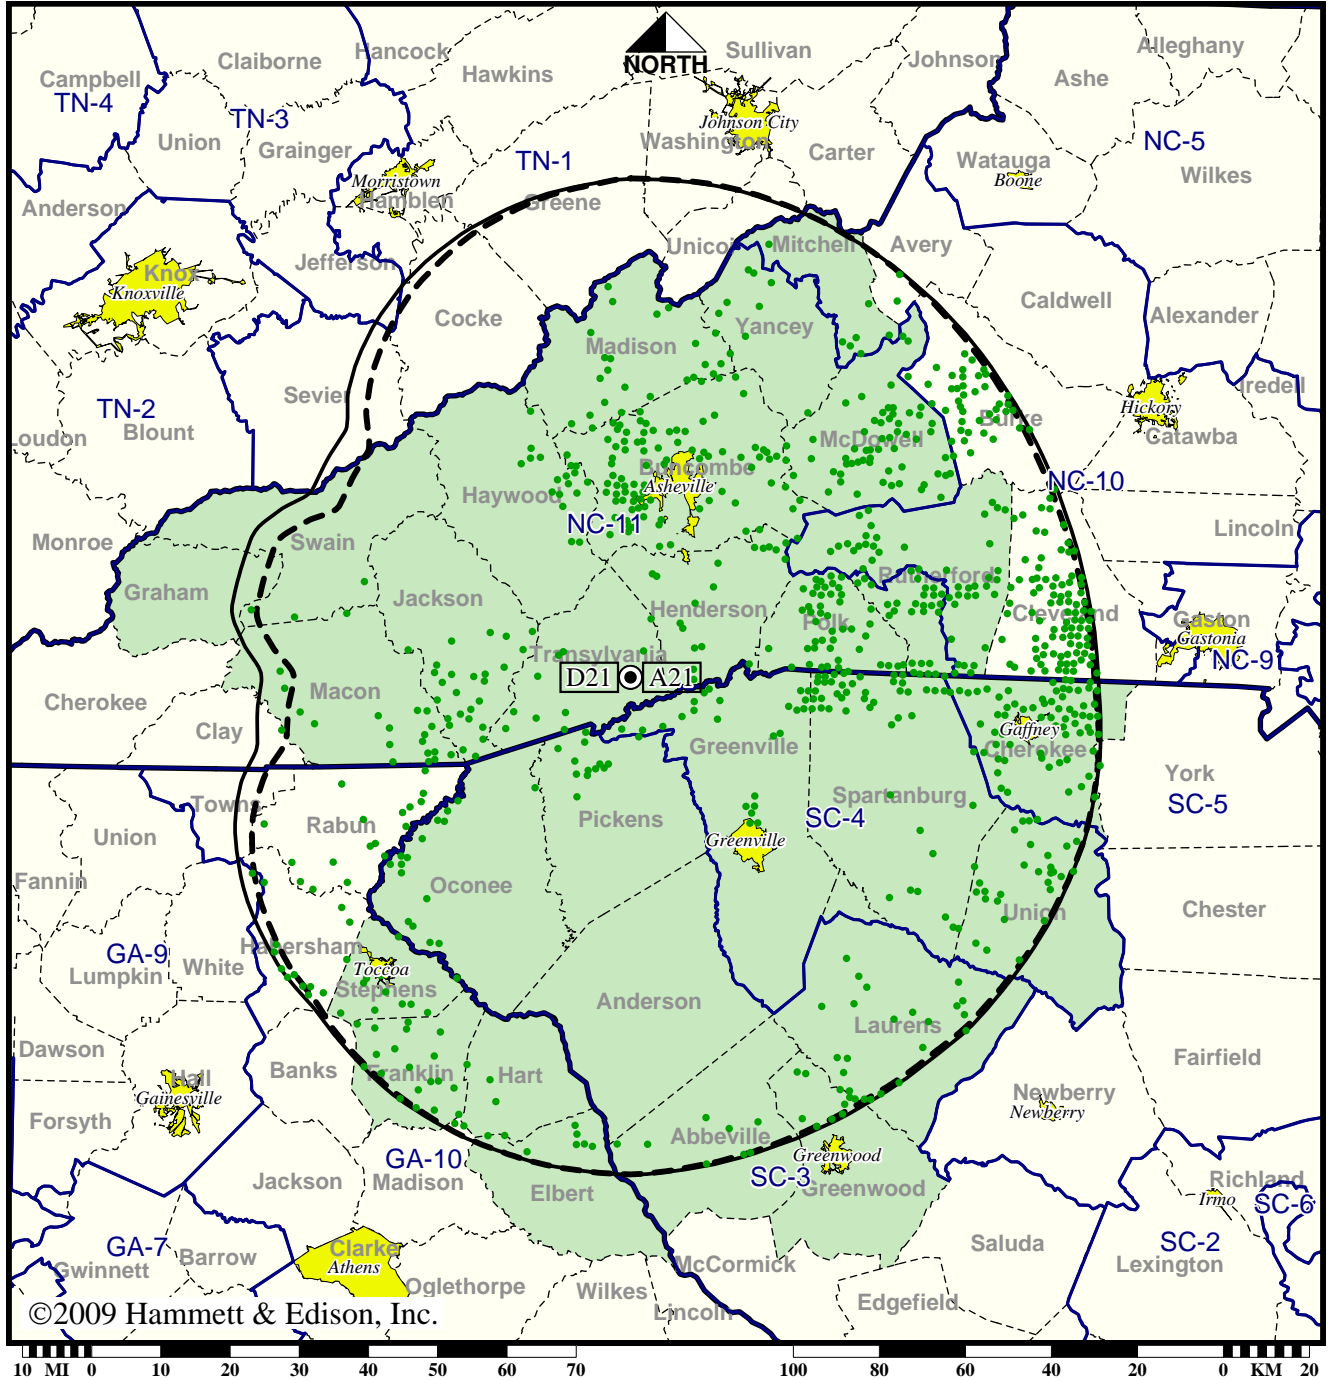 Campbell
TN-4
Claiborne
Hancock
Hawkins
NORTH
Sullivan
Johnson
Alleghany
Ashe
TN-3
Union
Grainger
TN-1
Johnson City
Washington
Carter
Watauga
Boone
NC-5
Wilkes
Morristown
Hamblen
Anderson
Greene
Jefferson
Unicoi
Mitchell
Avery
Knox
Knoxville
Cocke
Caldwell
Alexander
Madison
Yancey
Sevier
TN-2
Blount
Loudon
Iredell
Hickory
Catawba
Burke
McDowell
Buncombe
Asheville
Haywood
NC-11
NC-10
Lincoln
Monroe
Swain
Graham
Jackson
Rutherford
Henderson
Polk
Cleveland
Gaston
Gastonia
NC-9
Transylvania
D21
A21
Macon
Cherokee
Clay
Greenville
Gaffney
Cherokee
York
SC-5
Towns
Union
Rabun
Pickens
Spartanburg
SC-4
Greenville
Fannin
Oconee
Union
Chester
GA-9
Lumpkin
White
Habersham
Toccoa
Stephens
Anderson
Laurens
Dawson
Banks
Franklin
Hart
Fairfield
Hall
Gainesville
Forsyth
Newberry
Newberry
Abbeville
Greenwood
SC-3
Greenwood
GA-10
Madison
Jackson
Elbert
Richland
Irmo
SC-6
GA-7
Gwinnett
Barrow
Clarke
Athens
Oglethorpe
Wilkes
McCormick
Lincoln
Saluda
Edgefield
SC-2
Lexington
©2009 Hammett & Edison, Inc.
10 MI 0 10 20 30 40 50 60 70 100 80 60 40 20 0 KM 20